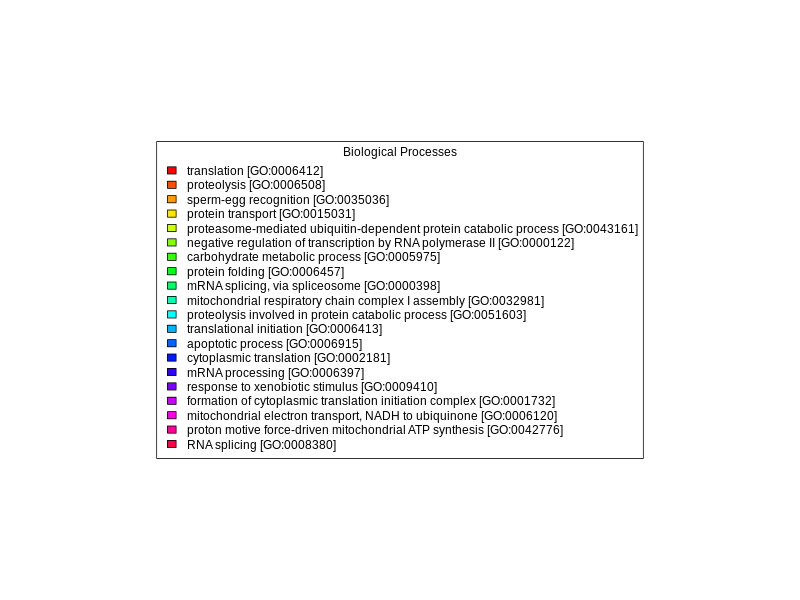 Biological Processes
translation [GO:0006412]
proteolysis [GO:0006508]
sperm-egg recognition [GO:0035036]
protein transport [GO:0015031]
proteasome-mediated ubiquitin-dependent protein catabolic process [GO:0043161]
negative regulation of transcription by RNA polymerase II [GO:0000122]
carbohydrate metabolic process [GO:0005975]
protein folding [GO:0006457]
mRNA splicing, via spliceosome [GO:0000398]
mitochondrial respiratory chain complex I assembly [GO:0032981]
proteolysis involved in protein catabolic process [GO:0051603]
translational initiation [GO:0006413]
apoptotic process [GO:0006915]
cytoplasmic translation [GO:0002181]
mRNA processing [GO:0006397]
response to xenobiotic stimulus [GO:0009410]
formation of cytoplasmic translation initiation complex [GO:0001732]
mitochondrial electron transport, NADH to ubiquinone [GO:0006120]
proton motive force-driven mitochondrial ATP synthesis [GO:0042776]
RNA splicing [GO:0008380]